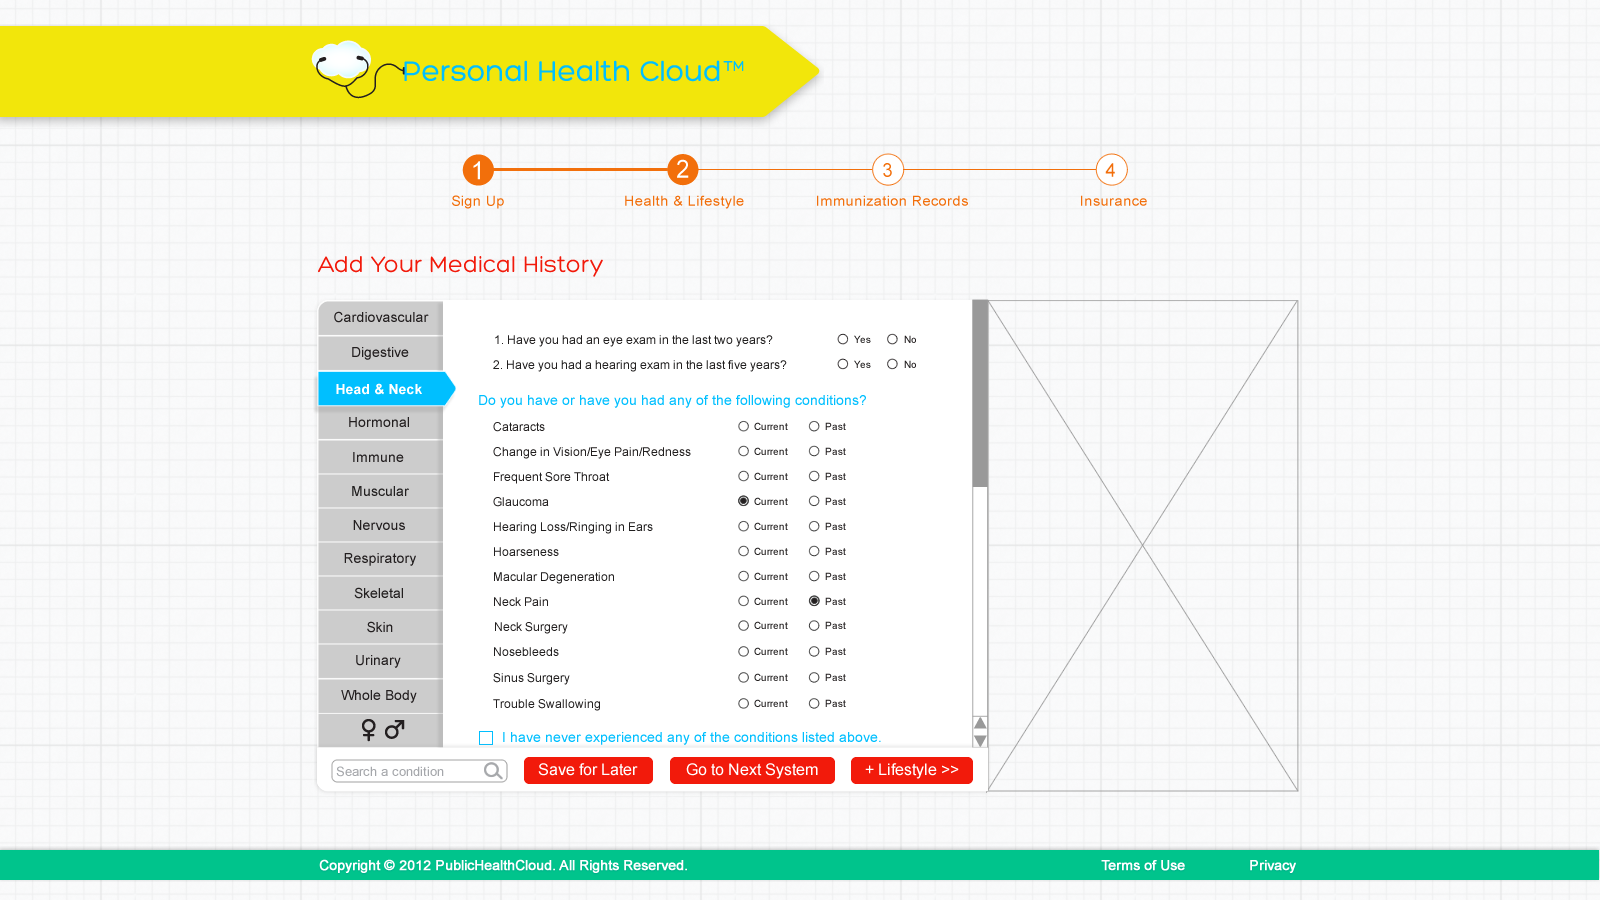 Personal Health Cloud™
1 2 3 4
Sign Up Health & Lifestyle Immunization Records Insurance
Add Your Medical History
Cardiovascular
Digestive
Head & Neck
Hormonal
Immune
Muscular
Nervous
Respiratory
Skeletal
Skin
Urinary
Whole Body
♀ ♂
1. Have you had an eye exam in the last two years? Yes No
2. Have you had a hearing exam in the last five years? Yes No
Do you have or have you had any of the following conditions?
Cataracts Current Past
Change in Vision/Eye Pain/Redness Current Past
Frequent Sore Throat Current Past
Glaucoma Current Past
Hearing Loss/Ringing in Ears Current Past
Hoarseness Current Past
Macular Degeneration Current Past
Neck Pain Current Past
Neck Surgery Current Past
Nosebleeds Current Past
Sinus Surgery Current Past
Trouble Swallowing Current Past
I have never experienced any of the conditions listed above.
Search a condition Save for Later Go to Next System + Lifestyle >>
Copyright © 2012 PublicHealthCloud. All Rights Reserved. Terms of Use Privacy